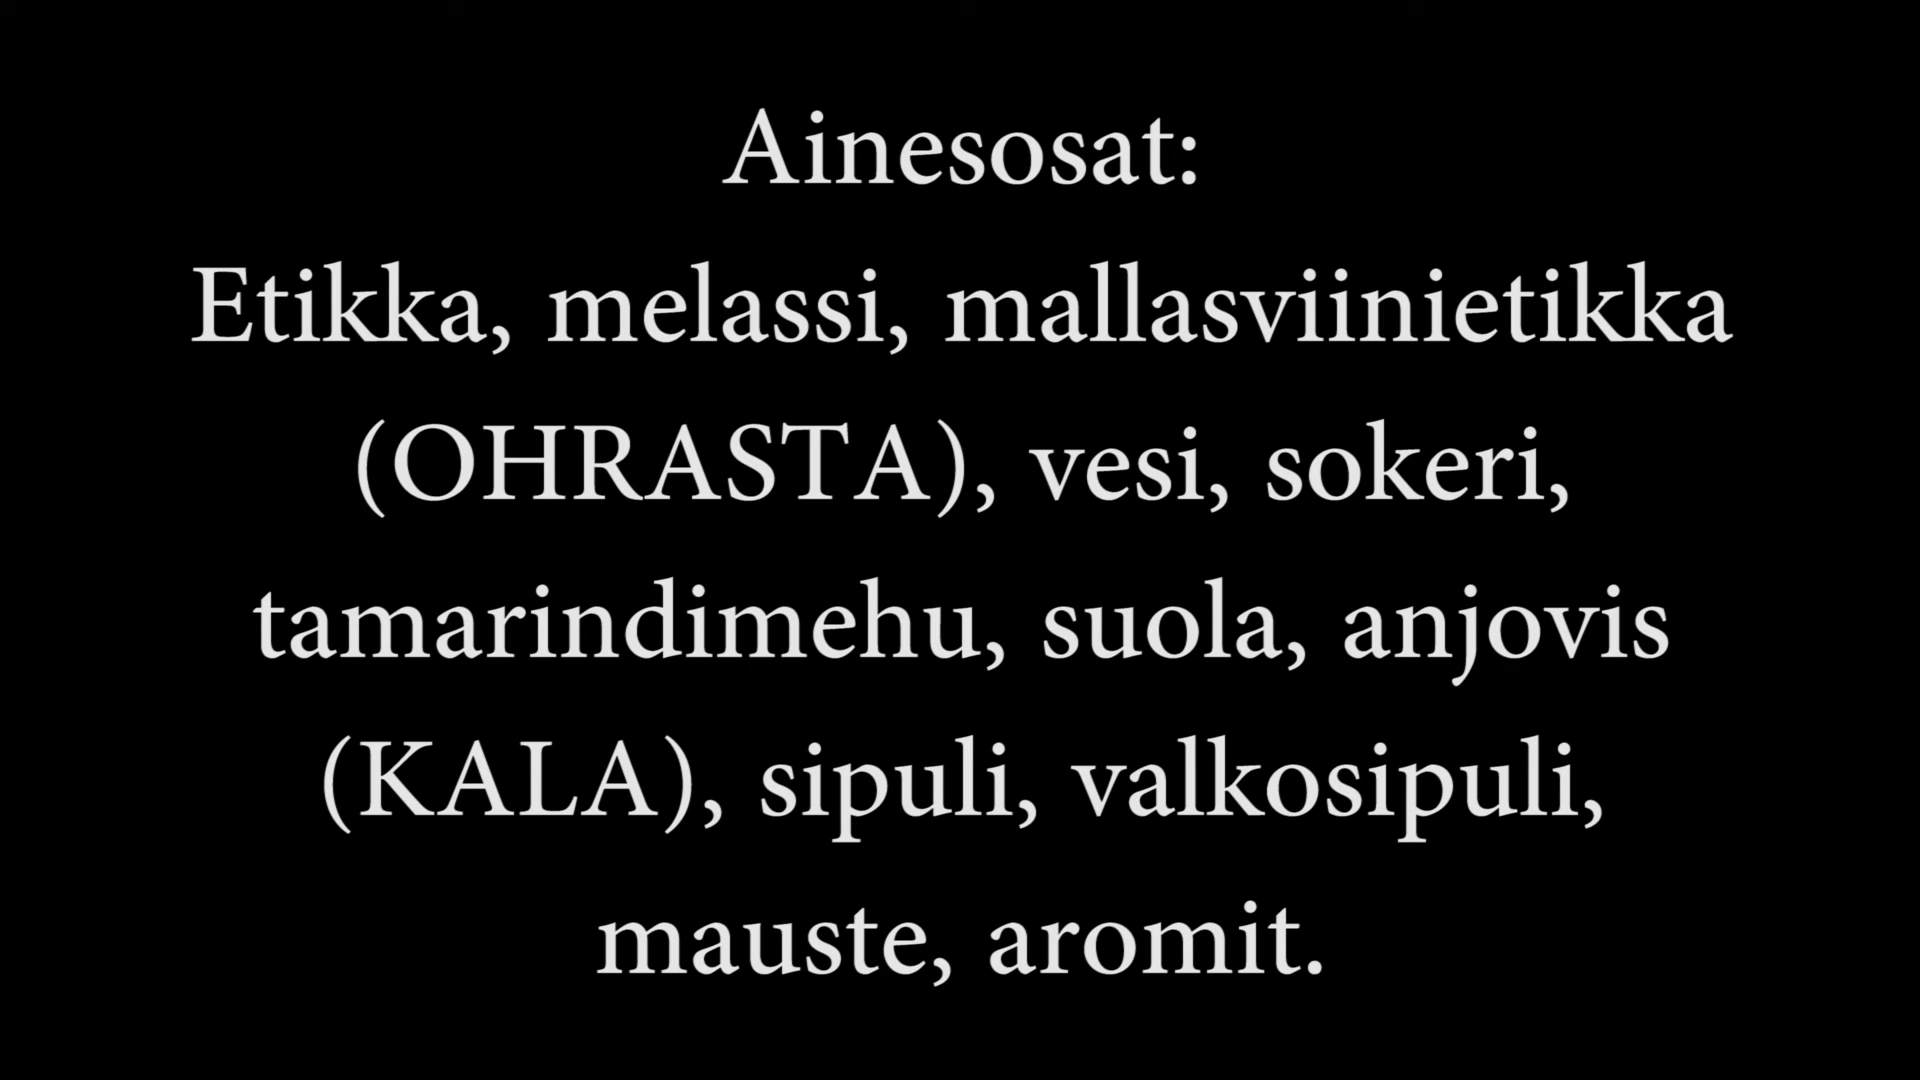 Ainesosat:
Etikka, melassi, mallasviinietikka
(OHRASTA), vesi, sokeri,
tamarindimehu, suola, anjovis
(KALA), sipuli, valkosipuli,
mauste, aromit.